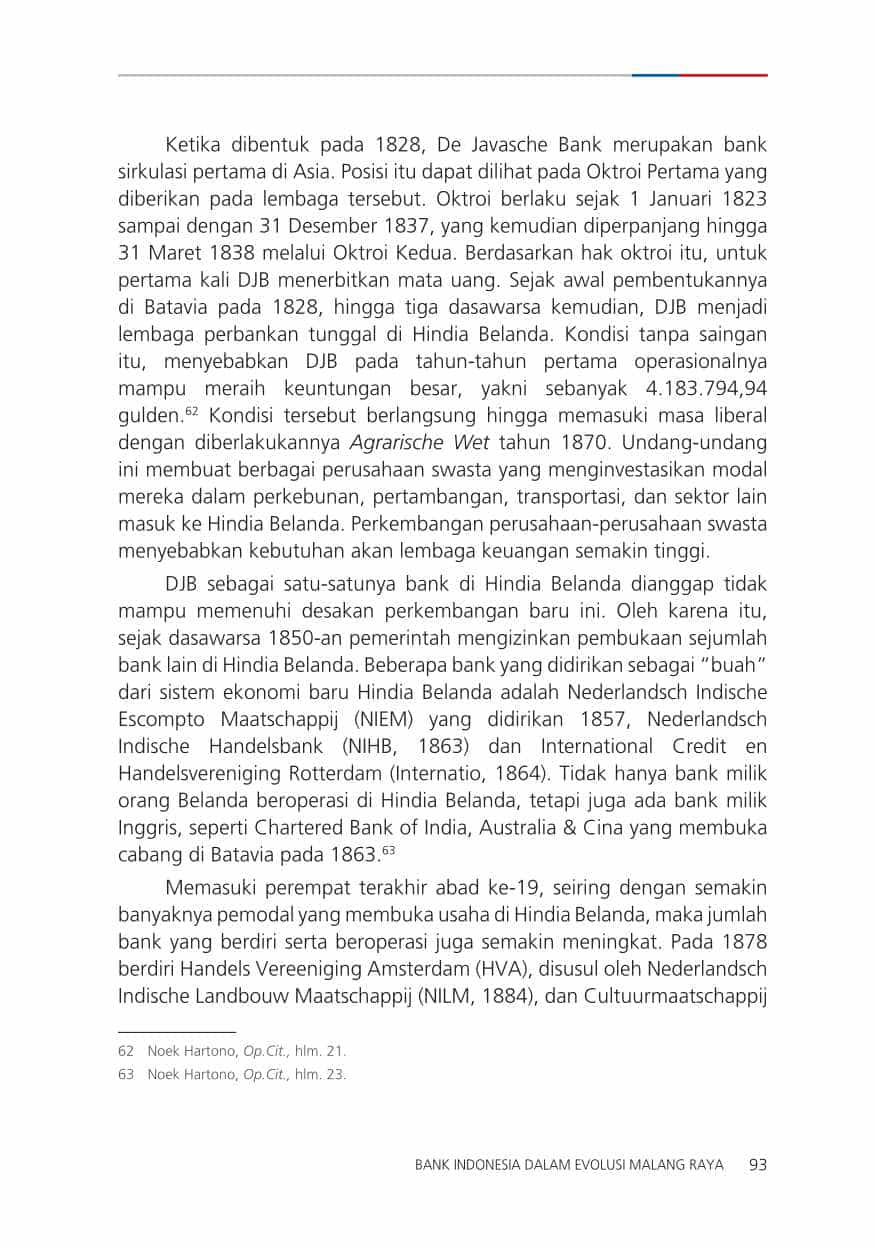 Ketika dibentuk pada 1828, De Javasche Bank merupakan bank
sirkulasi pertama di Asia. Posisi itu dapat dilihat pada Oktroi Pertama yang
diberikan pada lembaga tersebut. Oktroi berlaku sejak 1 Januari 1823
sampai dengan 31 Desember 1837, yang kemudian diperpanjang hingga
31 Maret 1838 melalui Oktroi Kedua. Berdasarkan hak oktroi itu, untuk
pertama kali DJB menerbitkan mata uang. Sejak awal pembentukannya
di Batavia pada 1828, hingga tiga dasawarsa kemudian, DJB menjadi
lembaga perbankan tunggal di Hindia Belanda. Kondisi tanpa saingan
itu, menyebabkan DJB pada tahun-tahun pertama operasionalnya
mampu meraih keuntungan besar, yakni sebanyak 4.183.794,94
gulden.62 Kondisi tersebut berlangsung hingga memasuki masa liberal
dengan diberlakukannya Agrarische Wet tahun 1870. Undang-undang
ini membuat berbagai perusahaan swasta yang menginvestasikan modal
mereka dalam perkebunan, pertambangan, transportasi, dan sektor lain
masuk ke Hindia Belanda. Perkembangan perusahaan-perusahaan swasta
menyebabkan kebutuhan akan lembaga keuangan semakin tinggi.
DJB sebagai satu-satunya bank di Hindia Belanda dianggap tidak
mampu memenuhi desakan perkembangan baru ini. Oleh karena itu,
sejak dasawarsa 1850-an pemerintah mengizinkan pembukaan sejumlah
bank lain di Hindia Belanda. Beberapa bank yang didirikan sebagai “buah”
dari sistem ekonomi baru Hindia Belanda adalah Nederlandsch Indische
Escompto Maatschappij (NIEM) yang didirikan 1857, Nederlandsch
Indische Handelsbank (NIHB, 1863) dan International Credit en
Handelsvereniging Rotterdam (Internatio, 1864). Tidak hanya bank milik
orang Belanda beroperasi di Hindia Belanda, tetapi juga ada bank milik
Inggris, seperti Chartered Bank of India, Australia & Cina yang membuka
cabang di Batavia pada 1863.63
Memasuki perempat terakhir abad ke-19, seiring dengan semakin
banyaknya pemodal yang membuka usaha di Hindia Belanda, maka jumlah
bank yang berdiri serta beroperasi juga semakin meningkat. Pada 1878
berdiri Handels Vereeniging Amsterdam (HVA), disusul oleh Nederlandsch
Indische Landbouw Maatschappij (NILM, 1884), dan Cultuurmaatschappij
62 Noek Hartono, Op.Cit., hlm. 21.
63 Noek Hartono, Op.Cit., hlm. 23.
BANK INDONESIA DALAM EVOLUSI MALANG RAYA 93